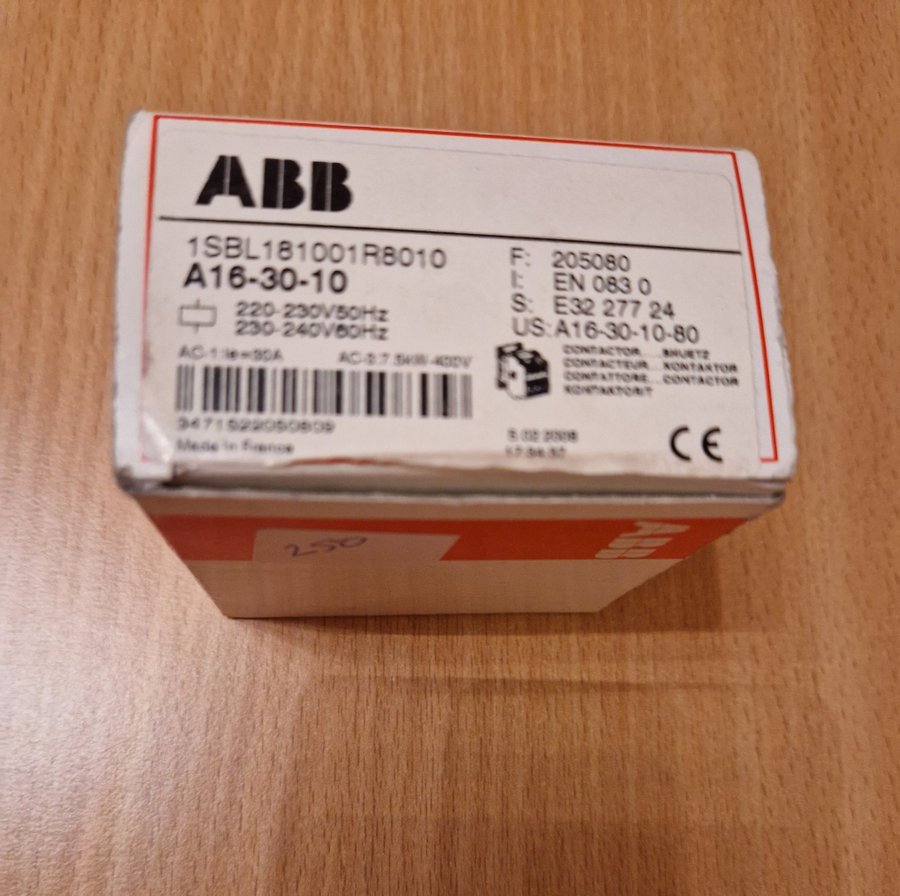 ABB
1SBL181001R8010
A16-30-10
220-230V50Hz
230-240V60Hz
AC-1:Ie=30A AC-3:7.5kW-400V
3471522050809
Made in France
F: 205080
I: EN 083 0
S: E32 277 24
US: A16-30-10-80
CONTACTOR....
CONTACTEUR...KONTAKTOR
CONTATTORE...CONTACTOR
KONTAKTORIT
CE
ABB
250